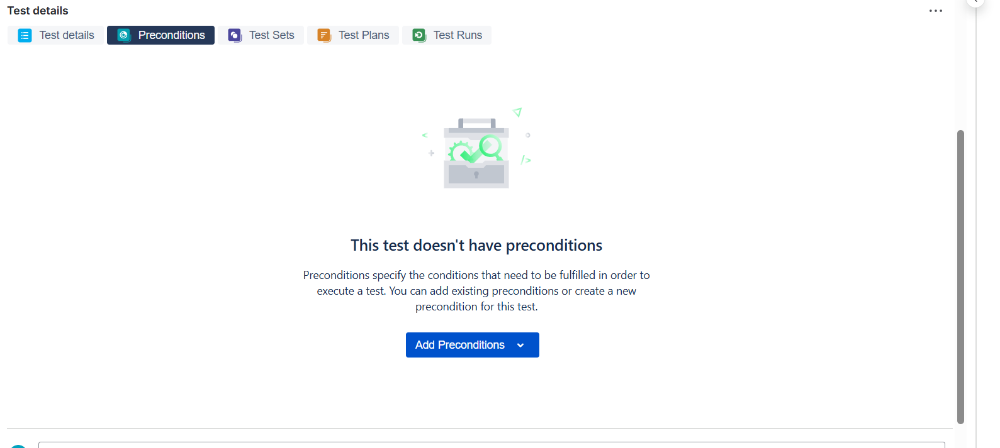 Test details
Test details
Preconditions
Test Sets
Test Plans
Test Runs
This test doesn't have preconditions
Preconditions specify the conditions that need to be fulfilled in order to
execute a test. You can add existing preconditions or create a new
precondition for this test.
Add Preconditions